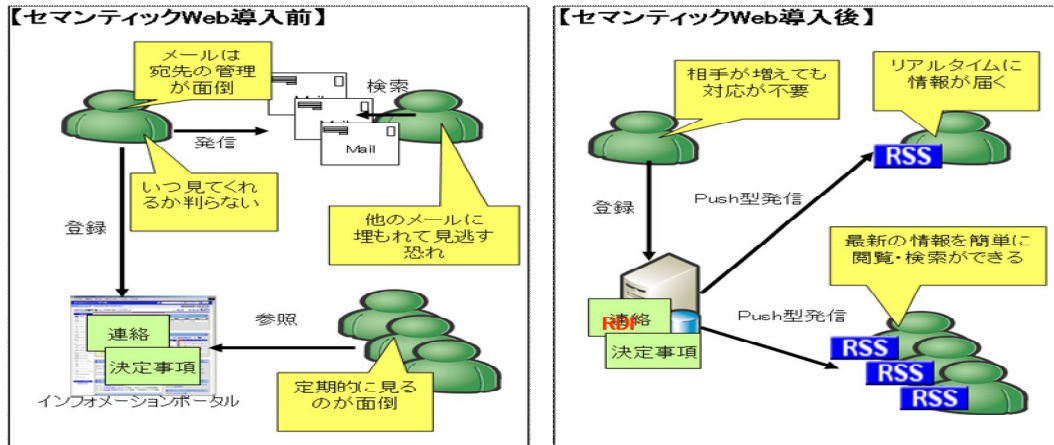 【セマンティックWeb導入前】
メールは
宛先の管理
が面倒
検索
発信
Mail
いつ見てくれ
るか判らない
他のメールに
埋もれて見逃す
恐れ
登録
連絡
決定事項
参照
定期的に見る
のが面倒
インフォメーションポータル
【セマンティックWeb導入後】
相手が増えても
対応が不要
リアルタイムに
情報が届く
RSS
登録
Push型発信
最新の情報を簡単に
閲覧・検索ができる
連絡
RDF
決定事項
Push型発信
RSS
RSS
RSS